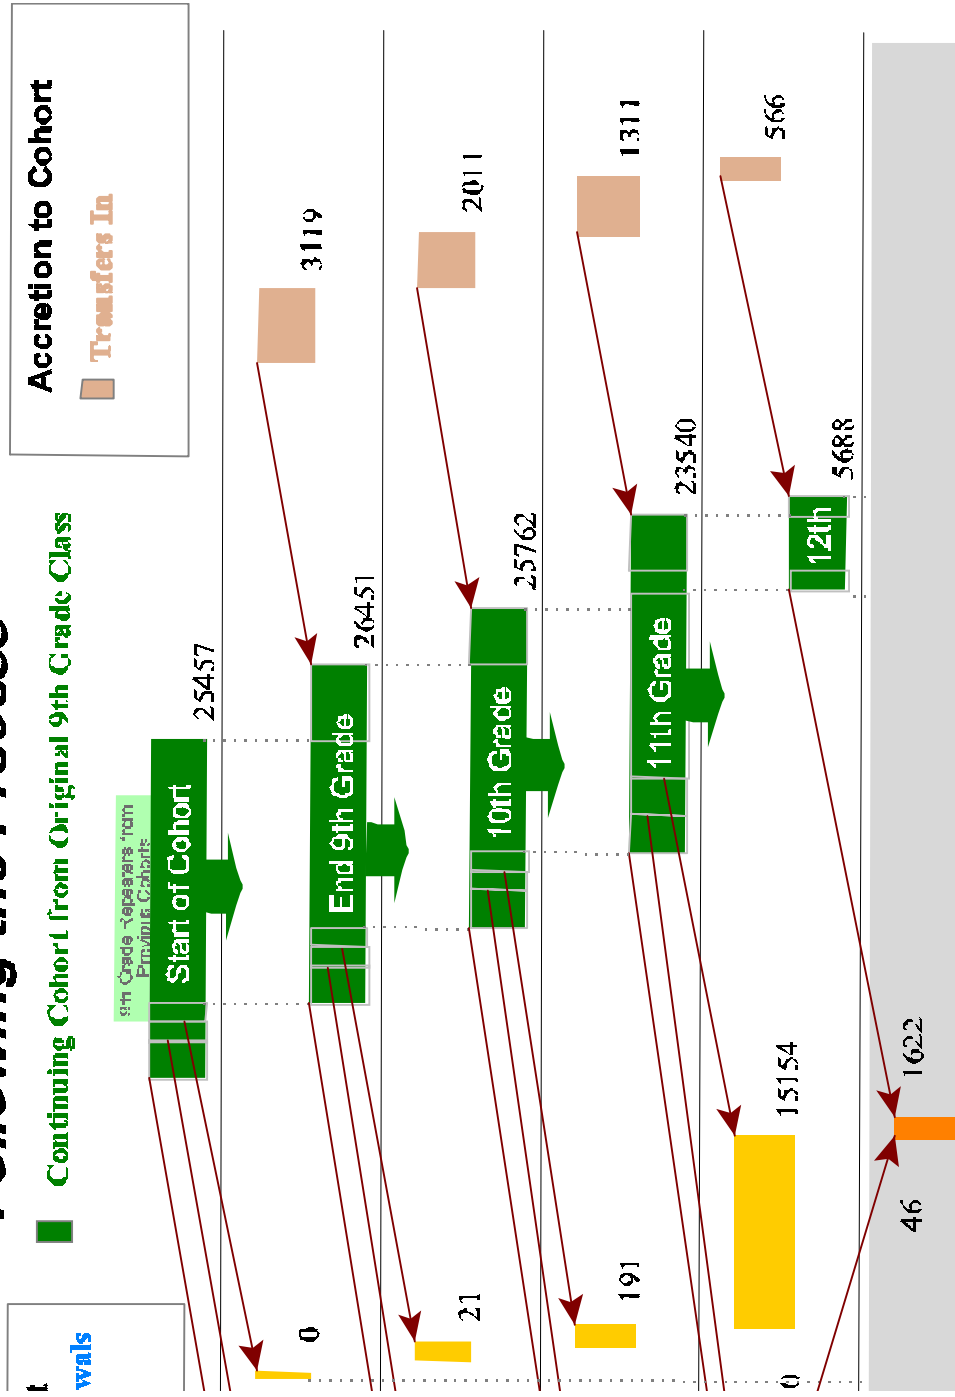 Accretion to Cohort
Transfers In
Continuing Cohort from Original 9th Grade Class
wals
9th Grade Repeaters from
Previous Cohorts
Start of Cohort
25457
3119
End 9th Grade
26451
0
2011
10th Grade
25762
21
1311
11th Grade
23540
191
566
12th
5688
15154
0
1622
46